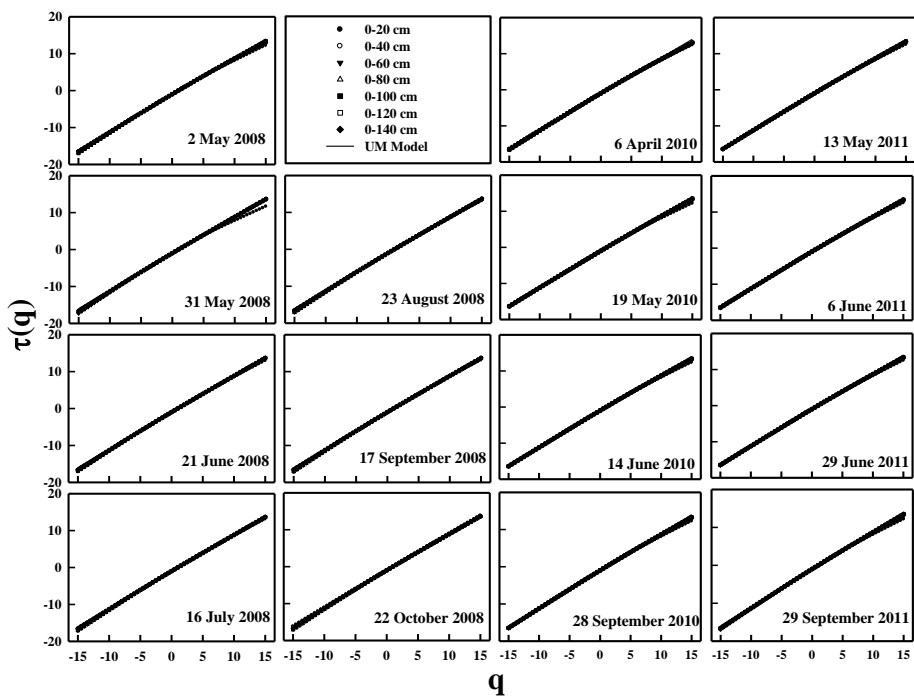 20
10
0
-10
-20
2 May 2008
0-20 cm
0-40 cm
0-60 cm
0-80 cm
0-100 cm
0-120 cm
0-140 cm
UM Model
6 April 2010
13 May 2011
20
10
0
-10
-20
31 May 2008
23 August 2008
19 May 2010
6 June 2011
τ(q)
20
10
0
-10
-20
21 June 2008
17 September 2008
14 June 2010
29 June 2011
20
10
0
-10
-20
16 July 2008
22 October 2008
28 September 2010
29 September 2011
-15 -10 -5 0 5 10 15 -15 -10 -5 0 5 10 15 -15 -10 -5 0 5 10 15 -15 -10 -5 0 5 10 15
q